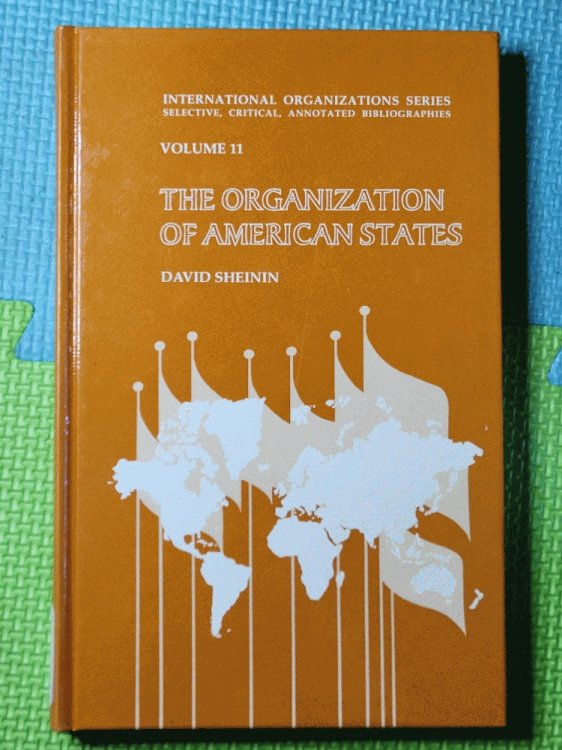 INTERNATIONAL ORGANIZATIONS SERIES
SELECTIVE, CRITICAL, ANNOTATED BIBLIOGRAPHIES
VOLUME 11
THE ORGANIZATION
OF AMERICAN STATES
DAVID SHEININ